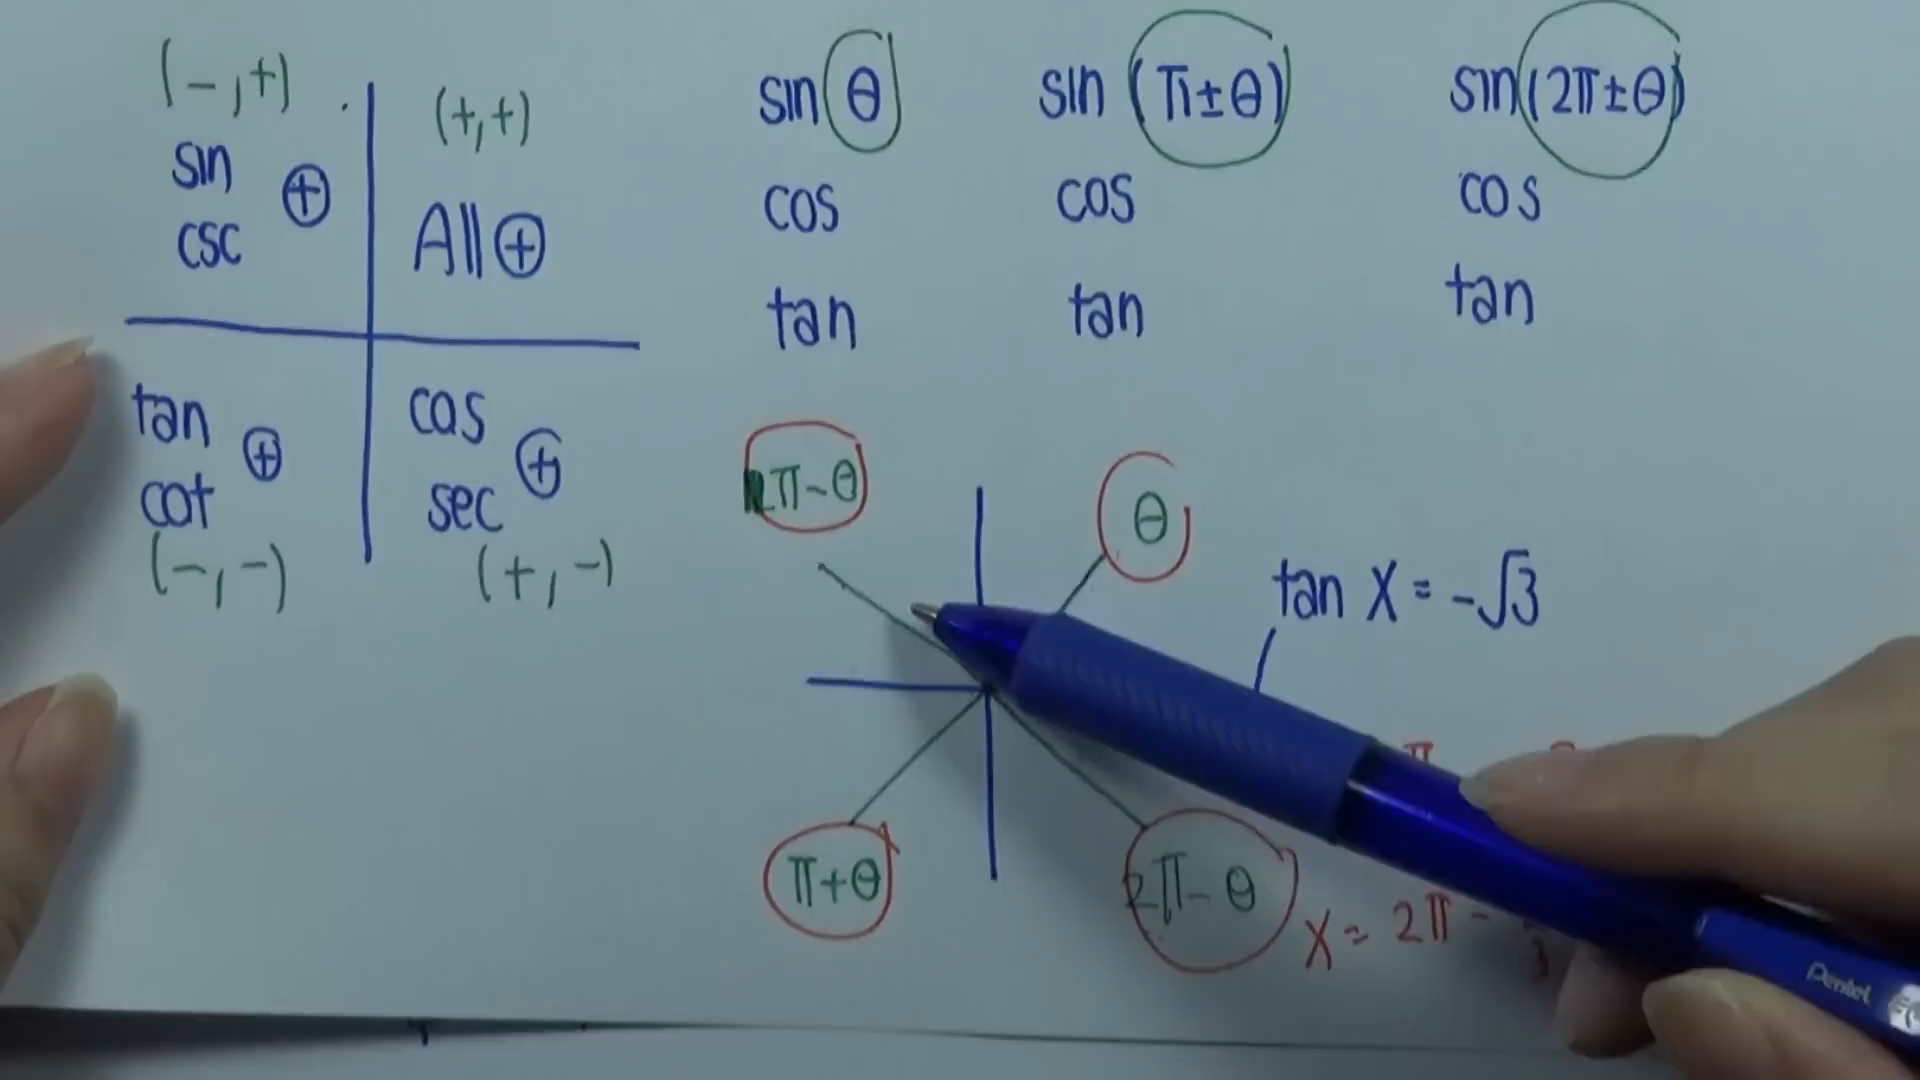 (-,+)
sin
csc ⊕
(+,+)
All ⊕
tan
cot ⊕
(-,-)
cos
sec ⊕
(+,-)
sin θ
cos
tan
sin (π±θ)
cos
tan
sin(2π±θ)
cos
tan
π-θ
θ
π+θ
2π-θ
tan X = -√3
π
X = 2π -
3
Pentel